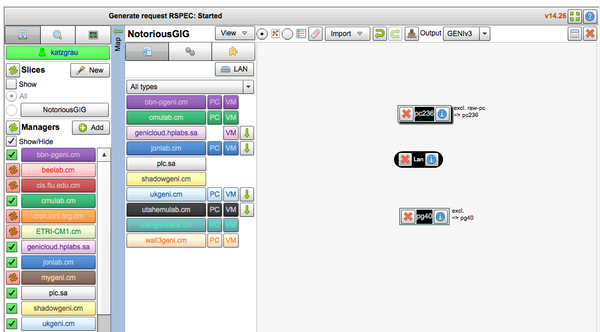 Generate request RSPEC: Started
v14.26
katzgrau
Slices
New
Show
All
NotoriousGIG
Managers
Add
Show/Hide
bbn-pgeni.cm
beelab.cm
cis.fiu.edu.cm
cmulab.cm
cron.loni.org.cm
ETRI-CM1.cm
genicloud.hplabs.sa
jonlab.cm
mygeni.cm
plc.sa
shadowgeni.cm
ukgeni.cm
Map
NotoriousGIG
View
LAN
All types
bbn-pgeni.cm PC VM
cmulab.cm PC VM
genicloud.hplabs.sa VM
jonlab.cm PC VM
plc.sa
shadowgeni.cm
ukgeni.cm PC VM
utahemulab.cm PC VM
PC VM
wall3geni.cm PC VM
Import
Output GENIv3
pc236
excl. raw-pc
=> pc236
Lan
pg40
excl.
=> pg40